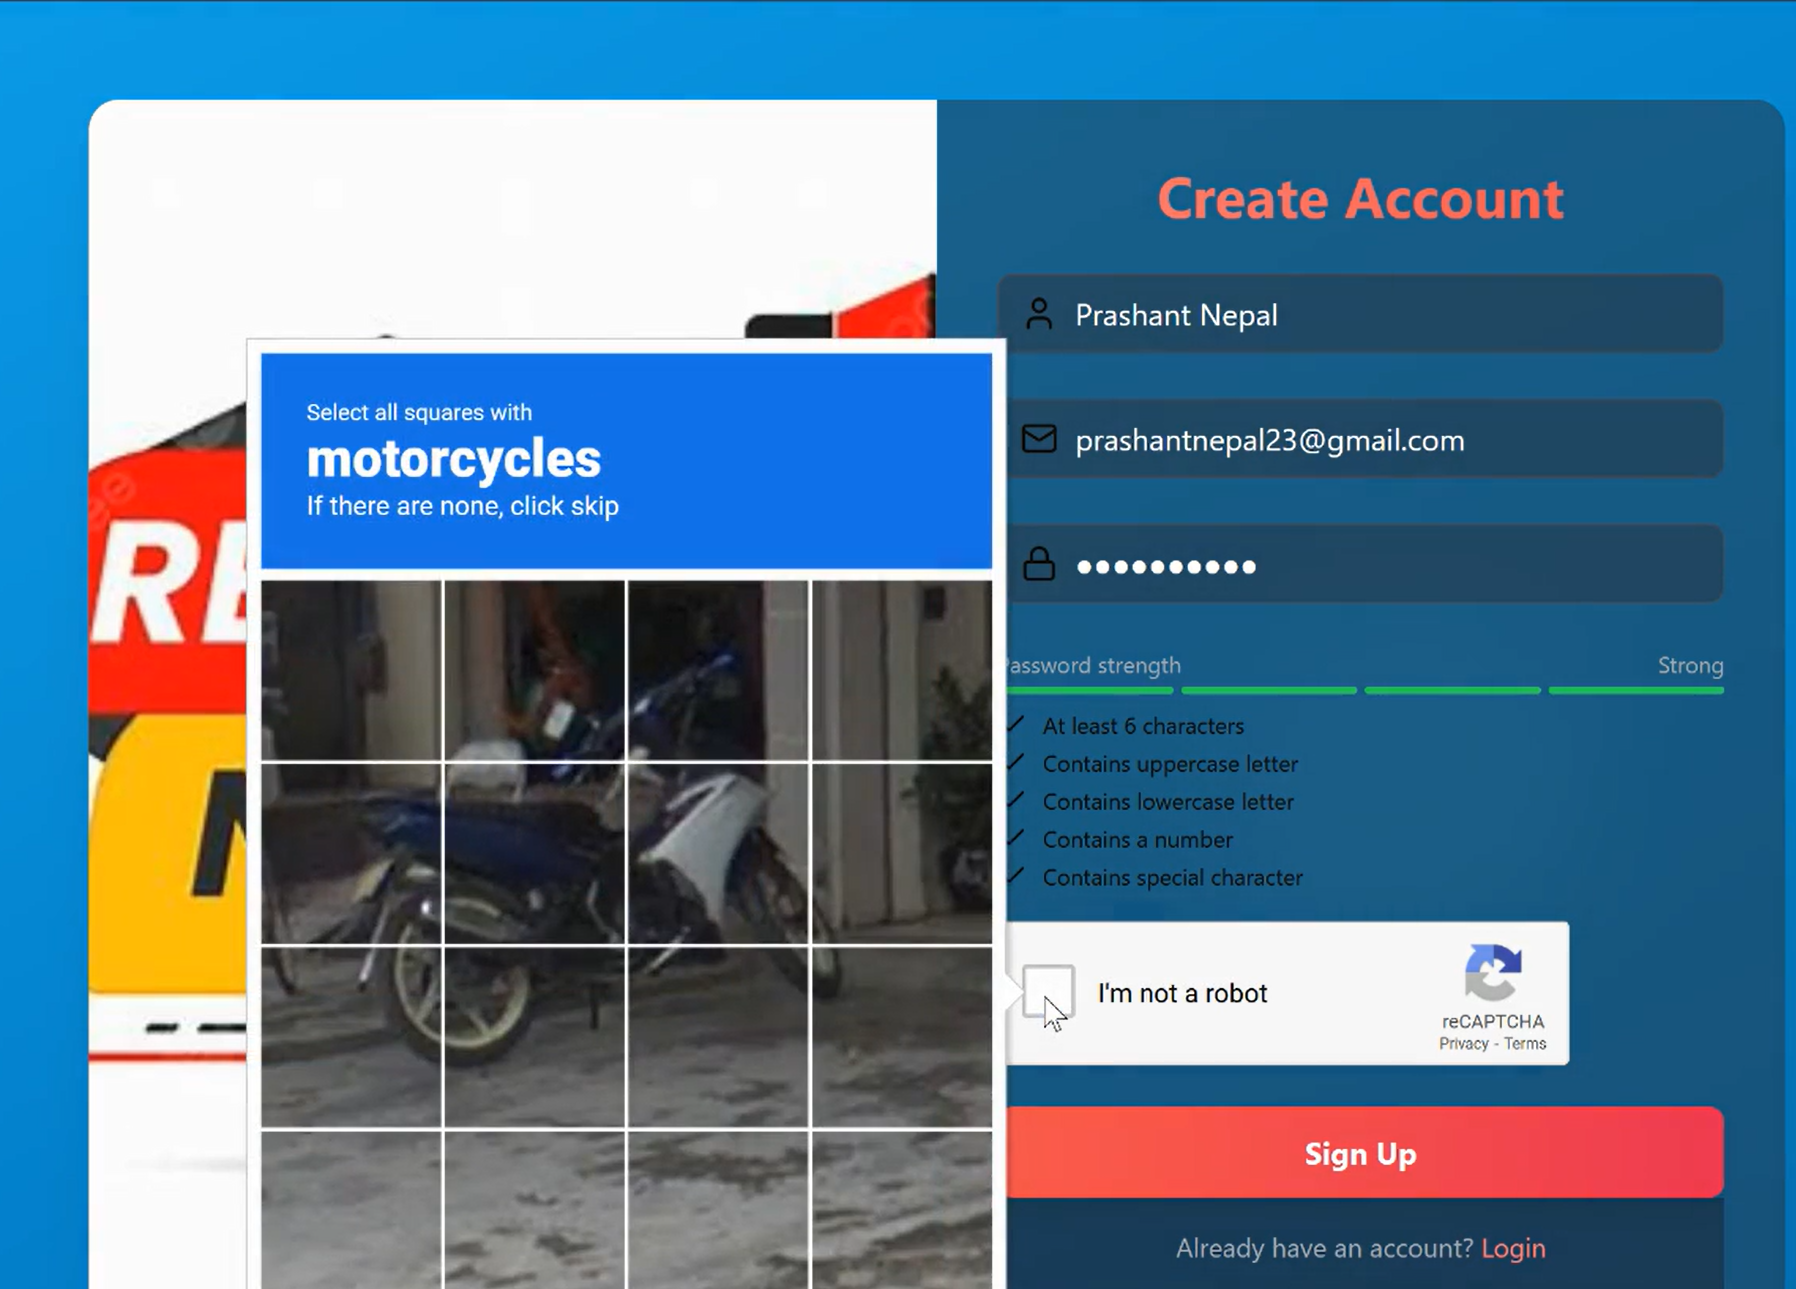 Create Account
Prashant Nepal
prashantnepal23@gmail.com
Select all squares with
motorcycles
If there are none, click skip
RE
N
Password strength
Strong
At least 6 characters
Contains uppercase letter
Contains lowercase letter
Contains a number
Contains special character
I'm not a robot
reCAPTCHA
Privacy - Terms
Sign Up
Already have an account? Login